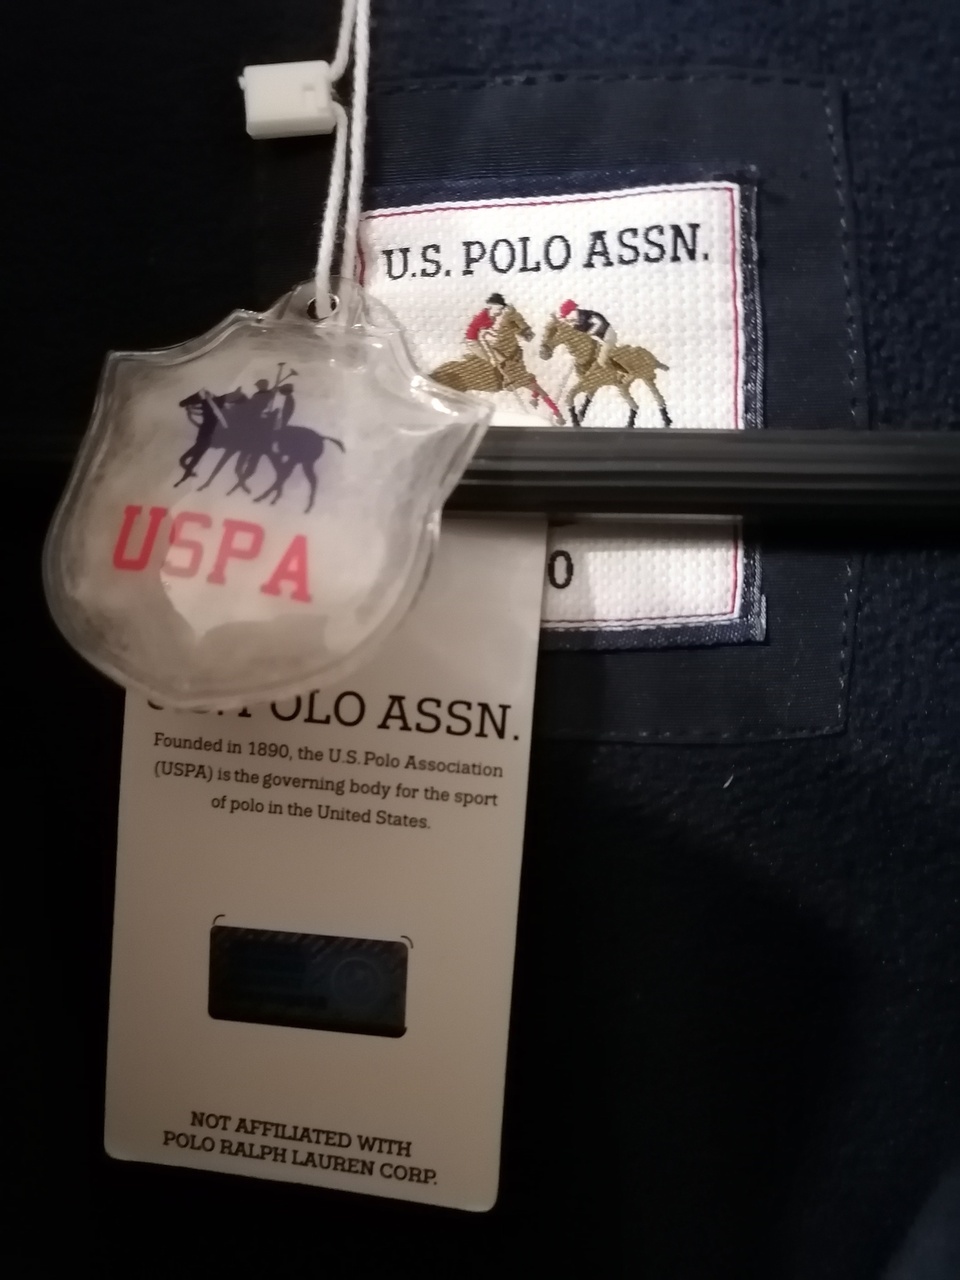 U.S. POLO ASSN.
USPA
0
POLO ASSN.
Founded in 1890, the U.S. Polo Association
(USPA) is the governing body for the sport
of polo in the United States.
NOT AFFILIATED WITH
POLO RALPH LAUREN CORP.